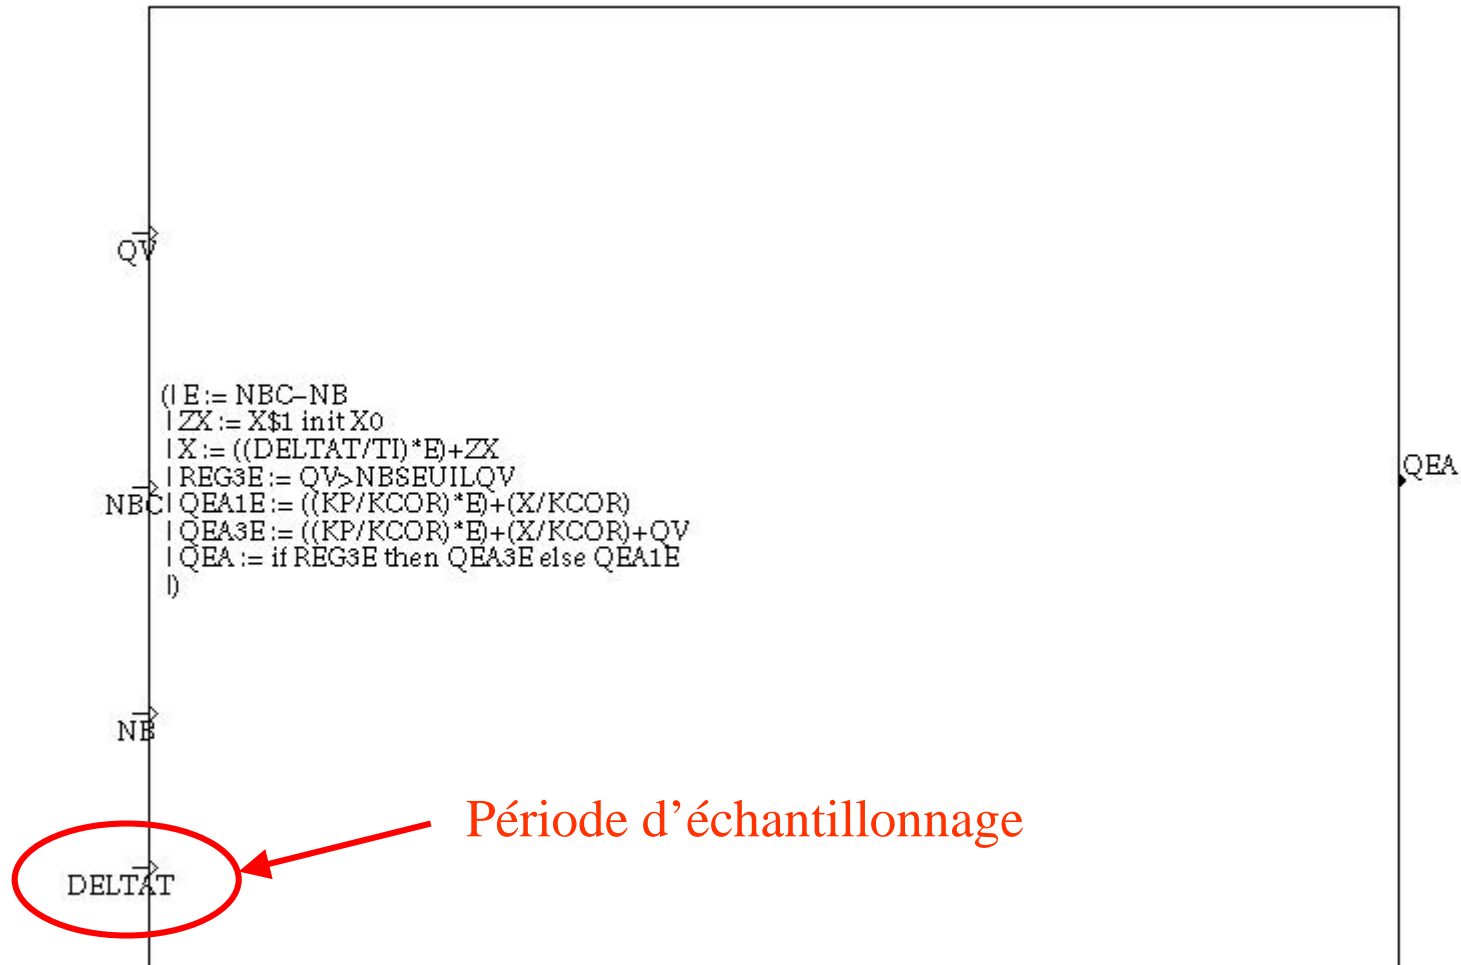 QV
(| E := NBC–NB
| ZX := X$1 init X0
| X := ((DELTAT/TI)*E)+ZX
| REG3E := QV>NBSEUILQV
| QEA1E := ((KP/KCOR)*E)+(X/KCOR)
| QEA3E := ((KP/KCOR)*E)+(X/KCOR)+QV
| QEA := if REG3E then QEA3E else QEA1E
|)
NBC
QEA
NB
Période d’échantillonnage
DELTAT